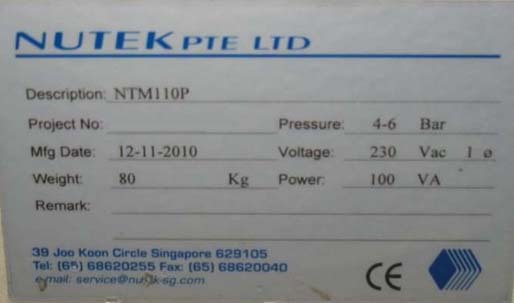 NUTEK PTE LTD
Description: NTM110P
Project No: Pressure: 4-6 Bar
Mfg Date: 12-11-2010 Voltage: 230 Vac 1 ø
Weight: 80 Kg Power: 100 VA
Remark:
39 Joo Koon Circle Singapore 629105
Tel: (65) 68620255 Fax: (65) 68620040
e-mail:
CE